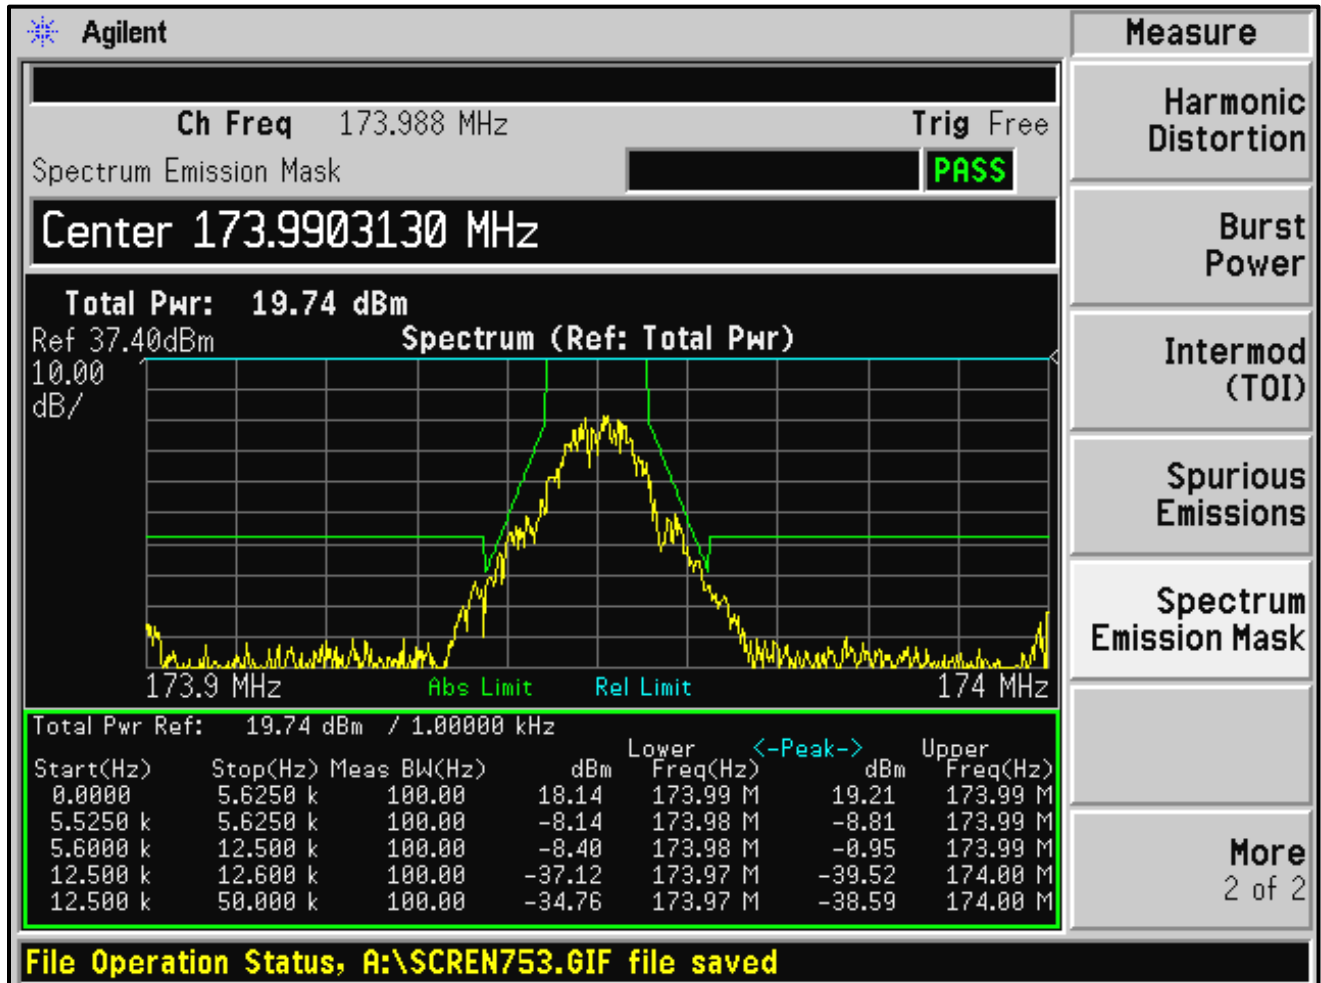 Agilent
Measure
Ch Freq 173.988 MHz Trig Free
Spectrum Emission Mask PASS
Center 173.9903130 MHz
Total Pwr: 19.74 dBm
Ref 37.40dBm Spectrum (Ref: Total Pwr)
10.00
dB/
173.9 MHz Abs Limit Rel Limit 174 MHz
Total Pwr Ref: 19.74 dBm / 1.00000 kHz
Lower <-Peak-> Upper
Start(Hz) Stop(Hz) Meas BW(Hz) dBm Freq(Hz) dBm Freq(Hz)
0.0000 5.6250 k 100.00 18.14 173.99 M 19.21 173.99 M
5.5250 k 5.6250 k 100.00 -8.14 173.98 M -8.81 173.99 M
5.6000 k 12.500 k 100.00 -8.40 173.98 M -0.95 173.99 M
12.500 k 12.600 k 100.00 -37.12 173.97 M -39.52 174.00 M
12.500 k 50.000 k 100.00 -34.76 173.97 M -38.59 174.00 M
Harmonic
Distortion
Burst
Power
Intermod
(TOI)
Spurious
Emissions
Spectrum
Emission Mask
More
2 of 2
File Operation Status, A:\SCREN753.GIF file saved